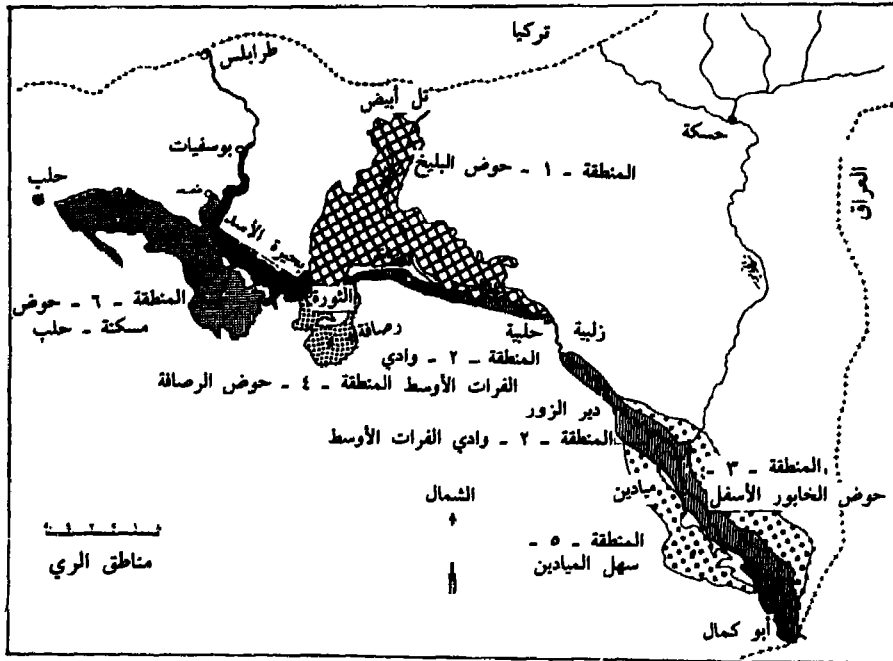 تركيا
طرابلس
تل أبيض
حسكة
بوسفيات
المنطقة - ١ - حوض البليخ
حلب
العراق
بحيرة الأسد
المنطقة - ٦ - حوض
مسكنة - حلب
الثورة
رصافة
حلبية
زلبية
المنطقة - ٢ - وادي
الفرات الأوسط
المنطقة - ٤ - حوض الرصافة
دير الزور
المنطقة - ٢ - وادي الفرات الأوسط
المنطقة - ٣ -
حوض الخابور الأسفل
ميادين
الشمال
المنطقة - ٥ -
سهل الميادين
مناطق الري
أبو كمال